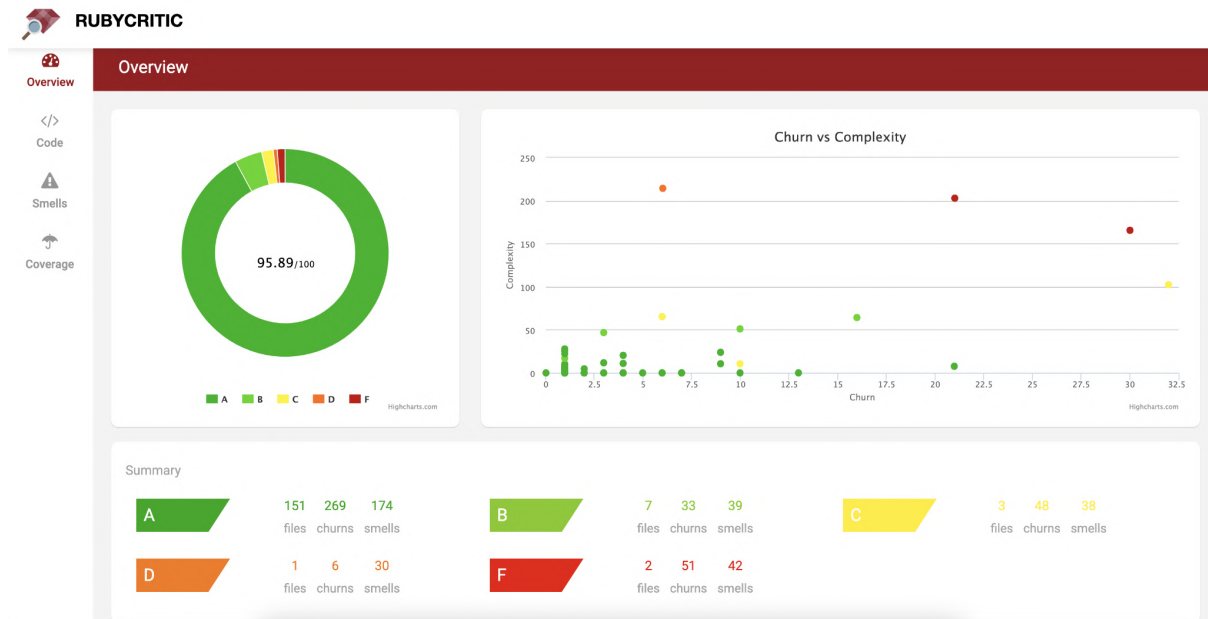 RUBYCRITIC
Overview
Overview
Code
Smells
Coverage
95.89/100
A B C D F
Highcharts.com
Churn vs Complexity
Complexity
250
200
150
100
50
0
0 2.5 5 7.5 10 12.5 15 17.5 20 22.5 25 27.5 30 32.5
Churn
Highcharts.com
Summary
A 151 269 174
files churns smells
B 7 33 39
files churns smells
C 3 48 38
files churns smells
D 1 6 30
files churns smells
F 2 51 42
files churns smells